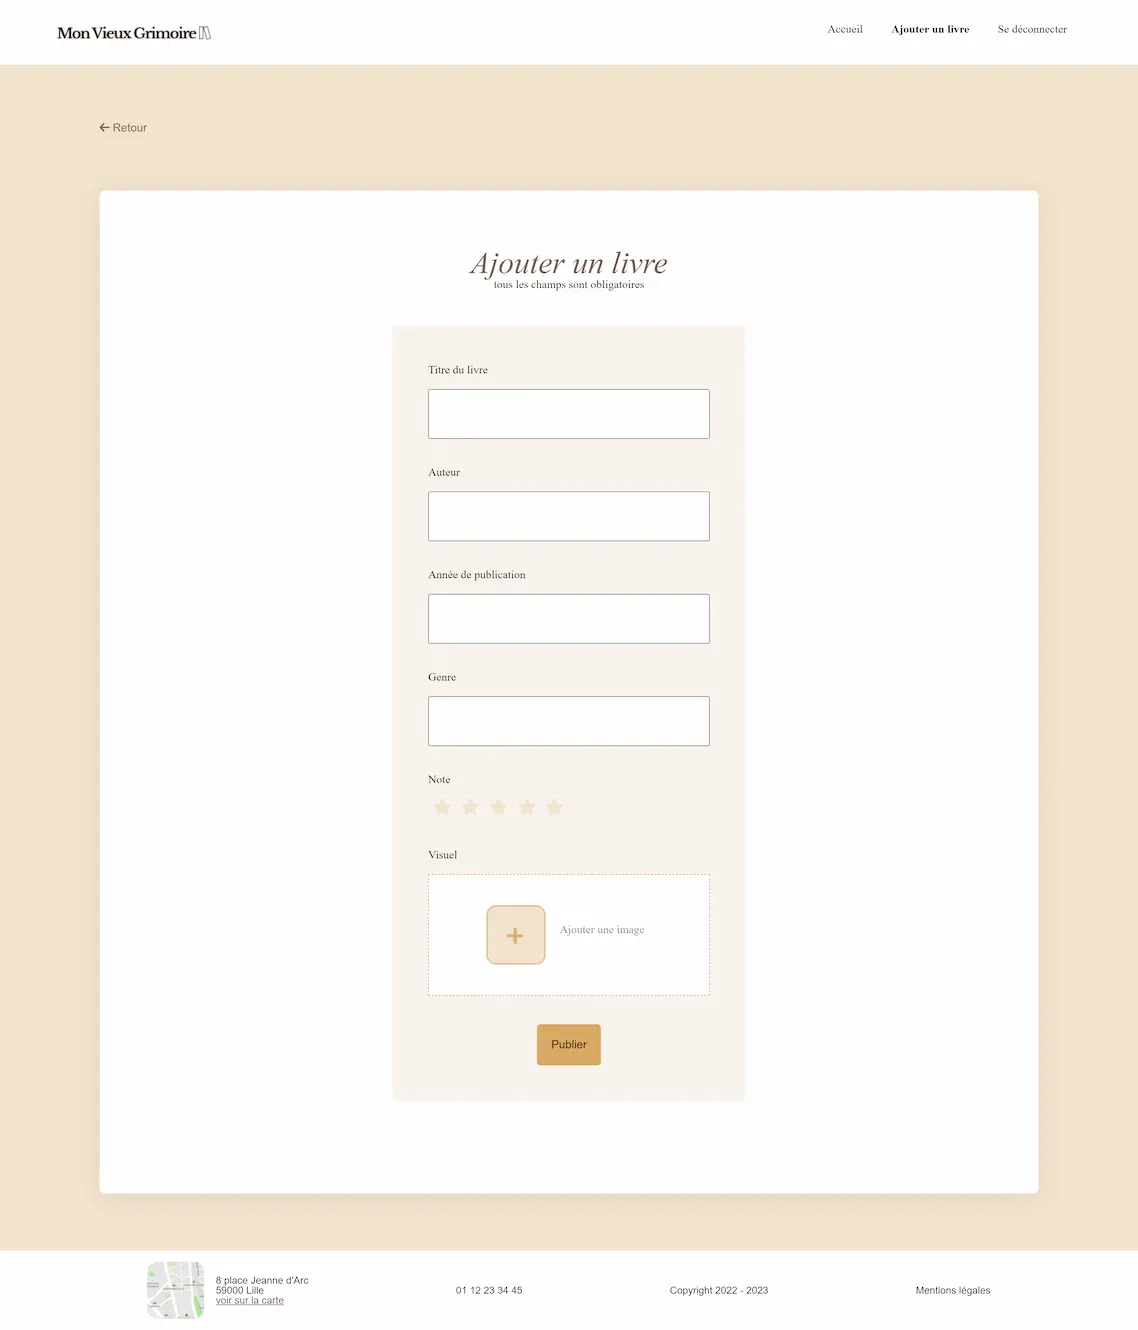 Mon Vieux Grimoire
Accueil
Ajouter un livre
Se déconnecter
Retour
Ajouter un livre
tous les champs sont obligatoires
Titre du livre
Auteur
Année de publication
Genre
Note
Visuel
Ajouter une image
Publier
8 place Jeanne d'Arc
59000 Lille
voir sur la carte
01 12 23 34 45
Copyright 2022 - 2023
Mentions légales